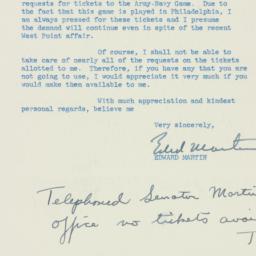 requests for tickets to the Army-Navy Game. Due to
the fact that this game is played in Philadelphia, I
am always pressed for these tickets and I presume
the demand will continue even in spite of the recent
West Point affair.
Of course, I shall not be able to
take care of nearly all of the requests on the tickets
allotted to me. Therefore, if you have any that you are
not going to use, I would appreciate it very much if you
would make them available to me.
With much appreciation and kindest
personal regards, believe me
Very sincerely,
Edward Martin
EDWARD MARTIN
Telephoned Senator Martin
office no tickets avai